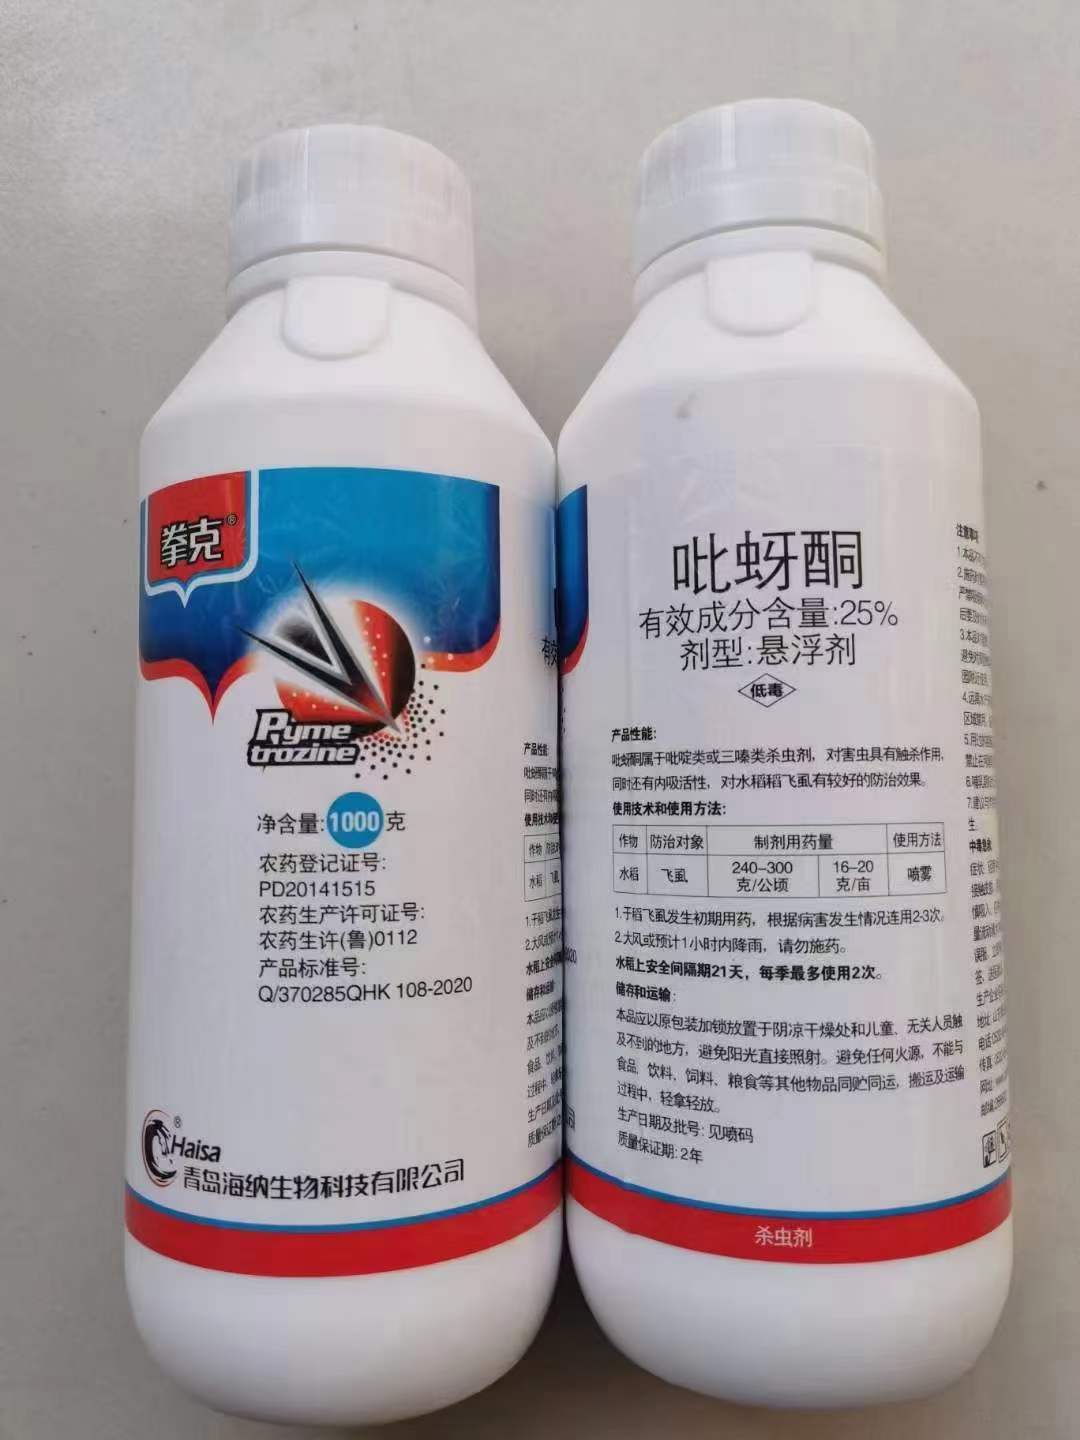 拳克®
Pyme
trozine
净含量:1000克
农药登记证号:
PD20141515
农药生产许可证号:
农药生许(鲁)0112
产品标准号:
Q/370285QHK 108-2020
®
Haisa
青岛海纳生物科技有限公司
吡蚜酮
有效成分含量:25%
剂型:悬浮剂
低毒
产品性能:
吡蚜酮属于吡啶类或三嗪类杀虫剂，对害虫具有触杀作用，
同时还有内吸活性，对水稻稻飞虱有较好的防治效果。
使用技术和使用方法:
作物 防治对象 制剂用药量 使用方法
水稻 飞虱 240-300 克/公顷 16-20 克/亩 喷雾
1.于稻飞虱发生初期用药，根据病害发生情况连用2-3次。
2.大风或预计1小时内降雨，请勿施药。
水稻上安全间隔期21天，每季最多使用2次。
储存和运输:
本品应以原包装加锁放置于阴凉干燥处和儿童、无关人员触
及不到的地方，避免阳光直接照射。避免任何火源，不能与
食品、饮料、饲料、粮食等其他物品同贮同运，搬运及运输
过程中，轻拿轻放。
生产日期及批号:见喷码
质量保证期:2年
杀虫剂
注意事项